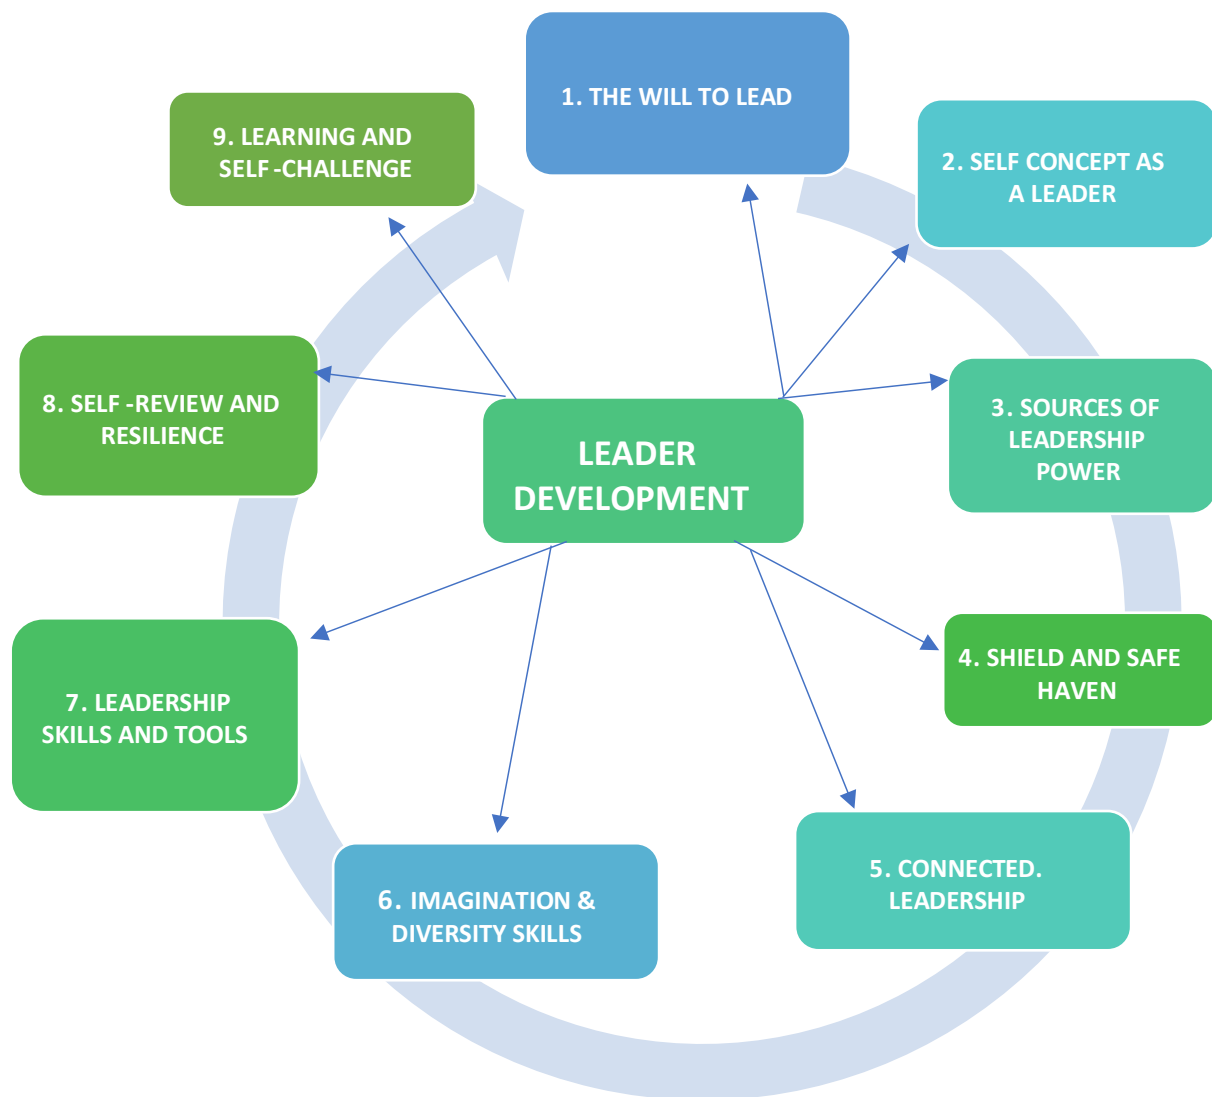 1. THE WILL TO LEAD
2. SELF CONCEPT AS
A LEADER
3. SOURCES OF
LEADERSHIP
POWER
4. SHIELD AND SAFE
HAVEN
5. CONNECTED.
LEADERSHIP
6. IMAGINATION &
DIVERSITY SKILLS
7. LEADERSHIP
SKILLS AND TOOLS
8. SELF -REVIEW AND
RESILIENCE
9. LEARNING AND
SELF -CHALLENGE
LEADER
DEVELOPMENT